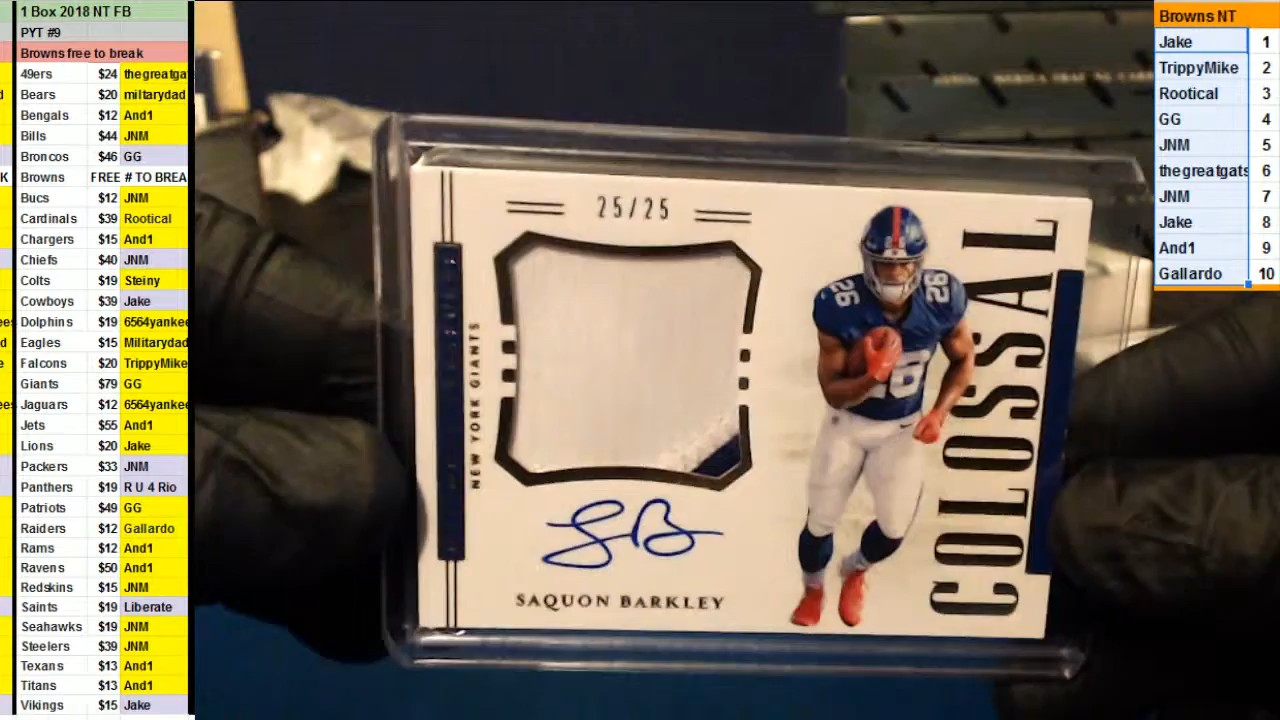 1 Box 2018 NT FB
PYT #9
Browns free to break
49ers $24 thegreatga
Bears $20 miltarydad
Bengals $12 And1
Bills $44 JNM
Broncos $46 GG
Browns FREE # TO BREA
Bucs $12 JNM
Cardinals $39 Rootical
Chargers $15 And1
Chiefs $40 JNM
Colts $19 Steiny
Cowboys $39 Jake
Dolphins $19 6564yankee
Eagles $15 Militarydad
Falcons $20 TrippyMike
Giants $79 GG
Jaguars $12 6564yankee
Jets $55 And1
Lions $20 Jake
Packers $33 JNM
Panthers $19 R U 4 Rio
Patriots $49 GG
Raiders $12 Gallardo
Rams $12 And1
Ravens $50 And1
Redskins $15 JNM
Saints $19 Liberate
Seahawks $19 JNM
Steelers $39 JNM
Texans $13 And1
Titans $13 And1
Vikings $15 Jake
25/25
NEW YORK GIANTS
26
26
26
COLOSSAL
SAQUON BARKLEY
Browns NT
Jake 1
TrippyMike 2
Rootical 3
GG 4
JNM 5
thegreatgats 6
JNM 7
Jake 8
And1 9
Gallardo 10